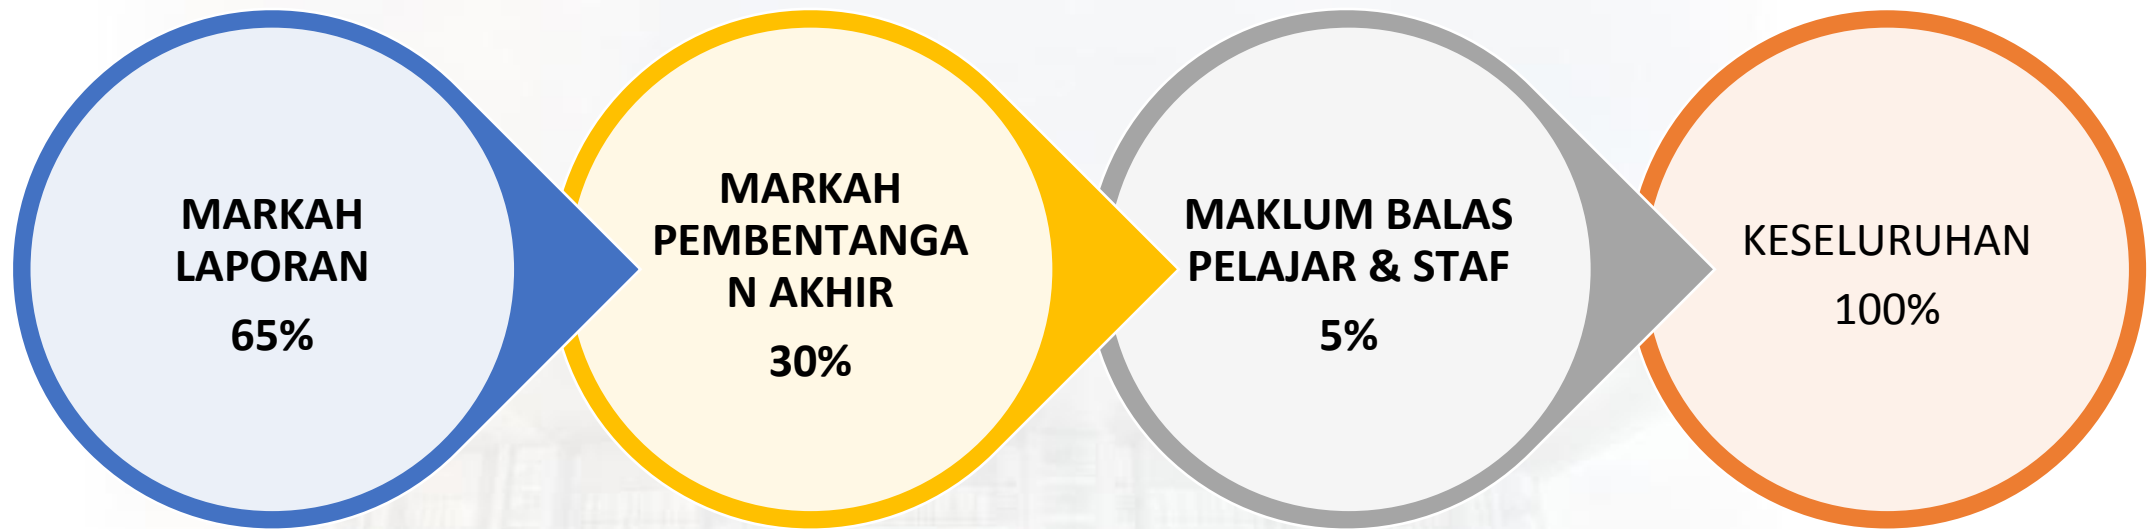 MARKAH
LAPORAN
65%
MARKAH
PEMBENTANGA
N AKHIR
30%
MAKLUM BALAS
PELAJAR & STAF
5%
KESELURUHAN
100%